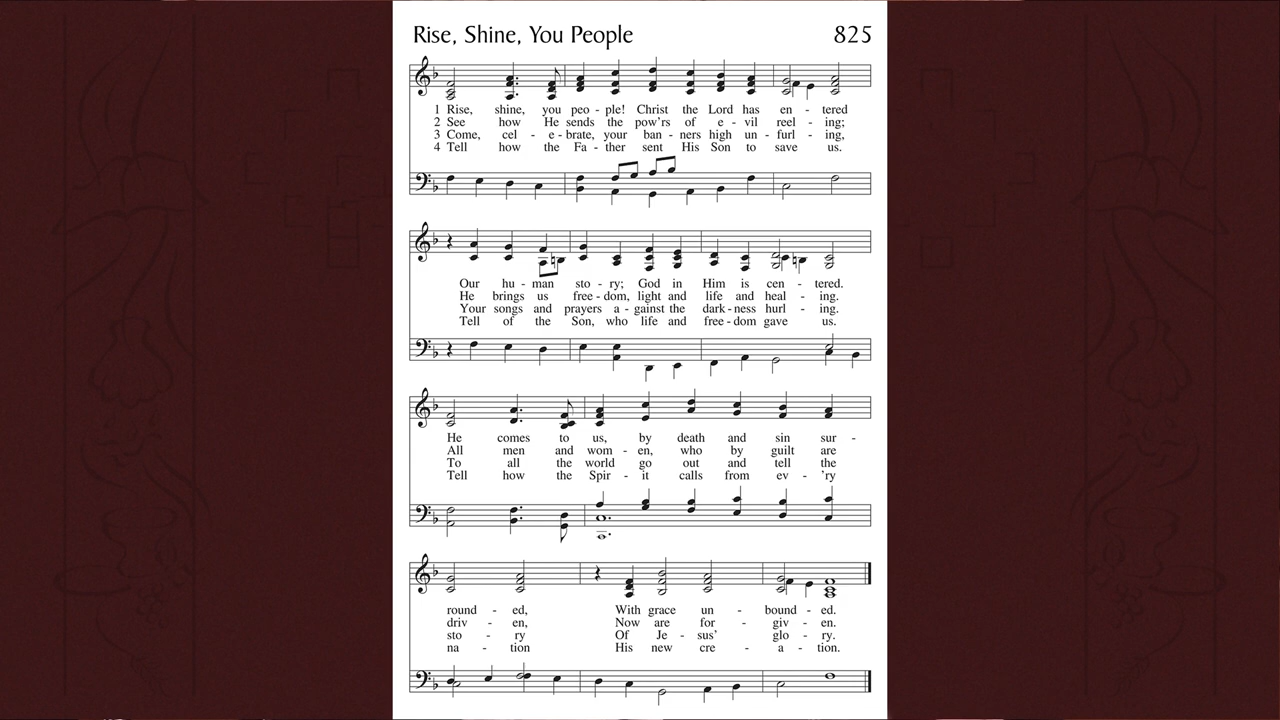 Rise, Shine, You People 825
1 Rise, shine, you peo - ple! Christ the Lord has en - tered
2 See how He sends the pow'rs of e - vil reel - ing;
3 Come, cel - e - brate, your ban - ners high un - furl - ing,
4 Tell how the Fa - ther sent His Son to save us.
Our hu - man sto - ry; God in Him is cen - tered.
He brings us free - dom, light and life and heal - ing.
Your songs and prayers a - gainst the dark - ness hurl - ing.
Tell of the Son, who life and free - dom gave us.
He comes to us, by death and sin sur -
All men and wom - en, who by guilt are
To all the world go out and tell the
Tell how the Spir - it calls from ev - 'ry
round - ed, With grace un - bound - ed.
driv - en, Now are for - giv - en.
sto - ry Of Je - sus' glo - ry.
na - tion His new cre - a - tion.